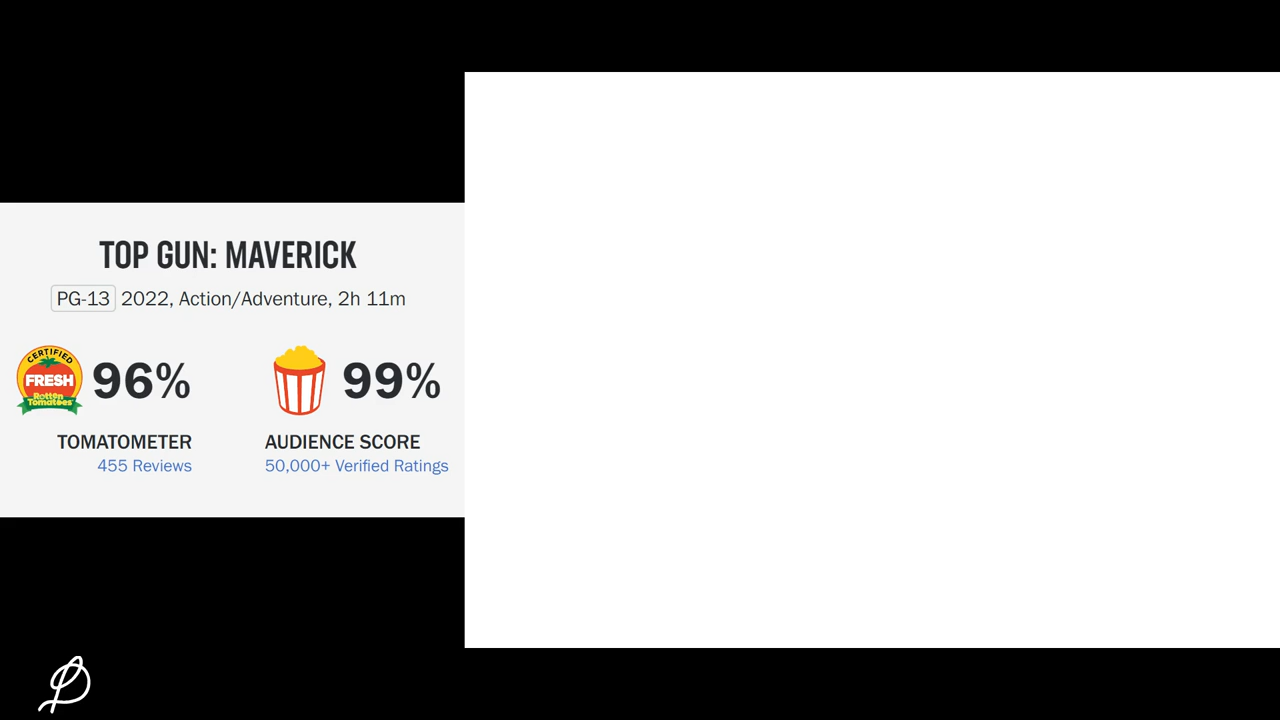 TOP GUN: MAVERICK
PG-13 2022, Action/Adventure, 2h 11m
CERTIFIED
FRESH
Rotten
Tomatoes
96%
99%
TOMATOMETER
AUDIENCE SCORE
455 Reviews
50,000+ Verified Ratings